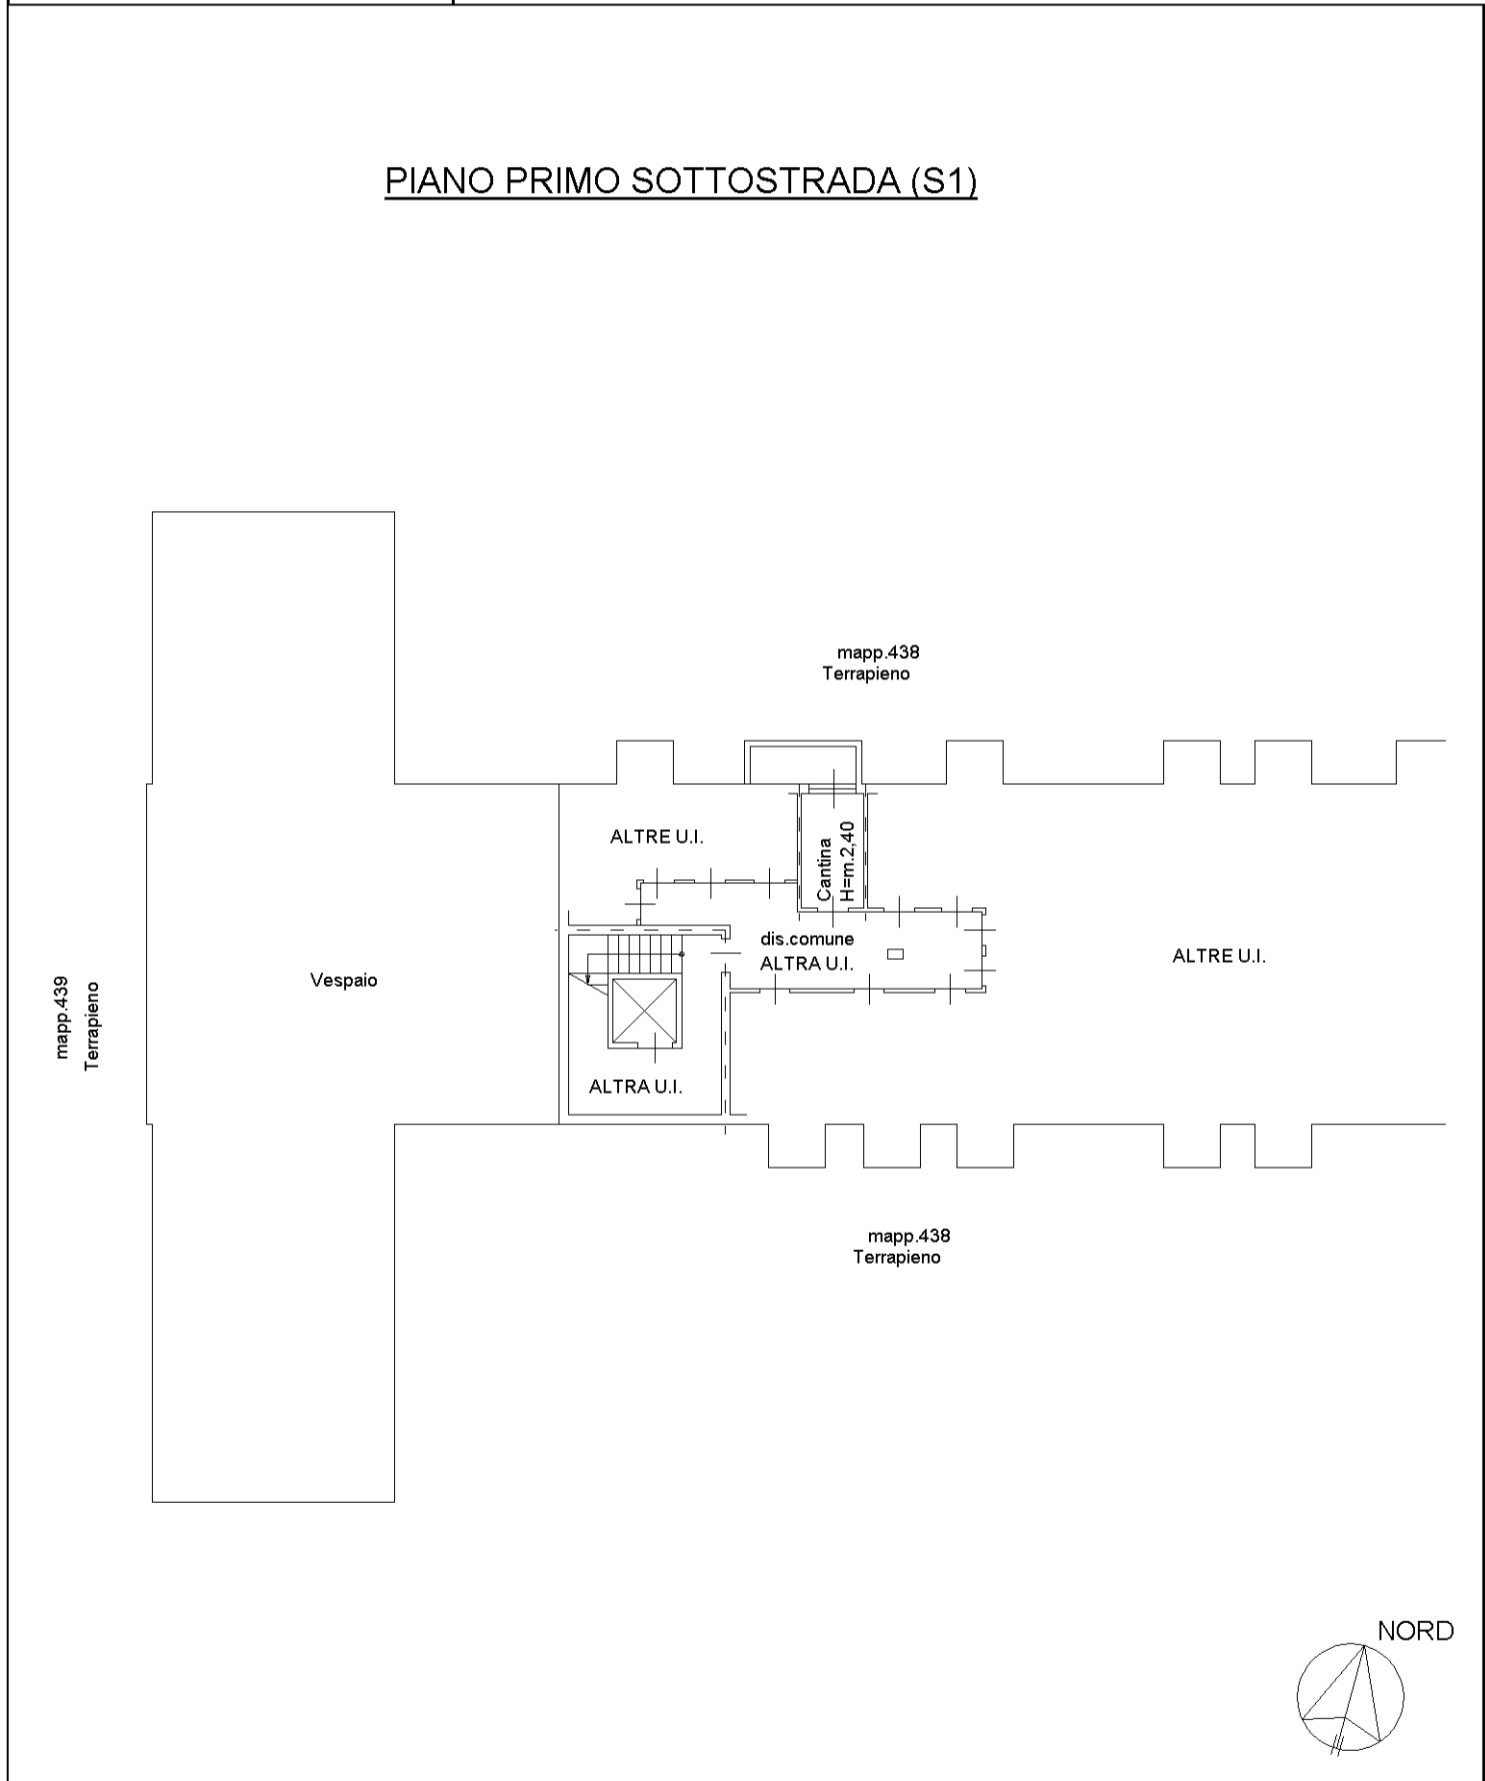 PIANO PRIMO SOTTOSTRADA (S1)
mapp.438
Terrapieno
ALTRE U.I.
Cantina
H=m.2,40
dis.comune
ALTRA U.I.
ALTRE U.I.
Vespaio
mapp.439
Terrapieno
ALTRA U.I.
mapp.438
Terrapieno
NORD